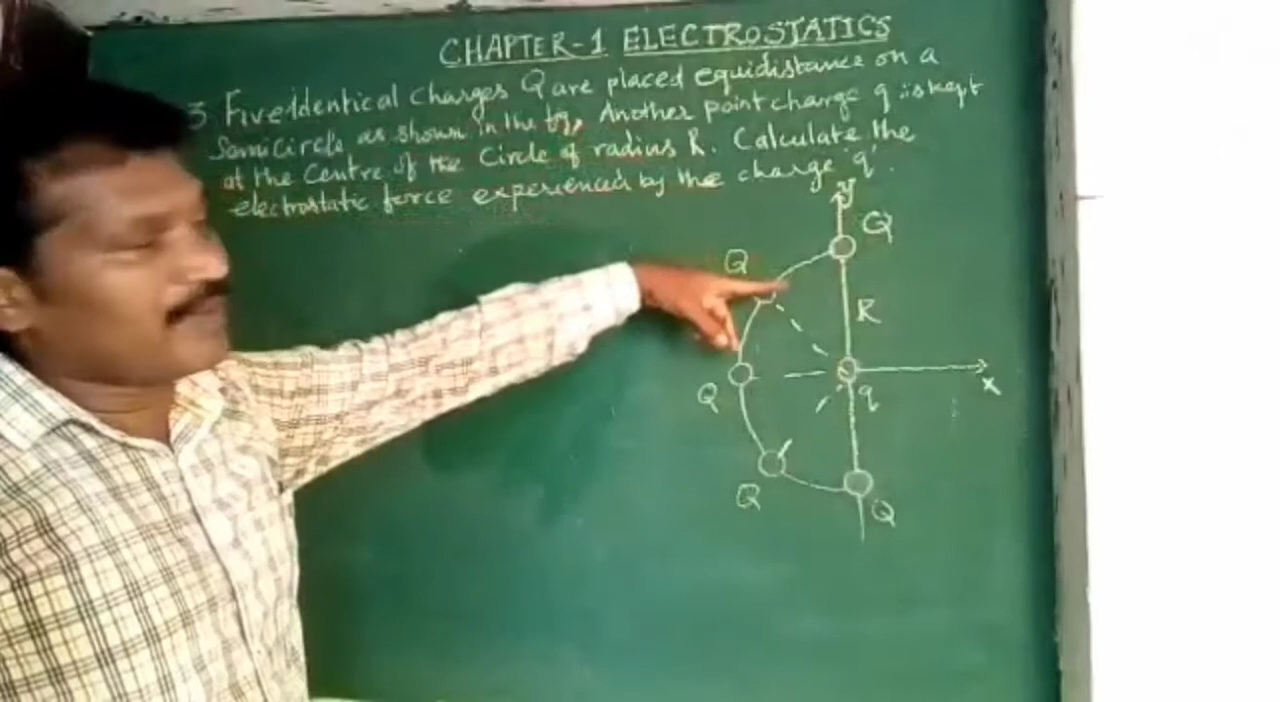 CHAPTER-1 ELECTROSTATICS
3 Five identical charges Q are placed equidistance on a
Semicircle as shown in the fig. Another point charge q is kept
at the Centre of the Circle of radius R. Calculate the
electrostatic force experienced by the charge q.
y
Q
Q
R
Q
q
x
Q
Q